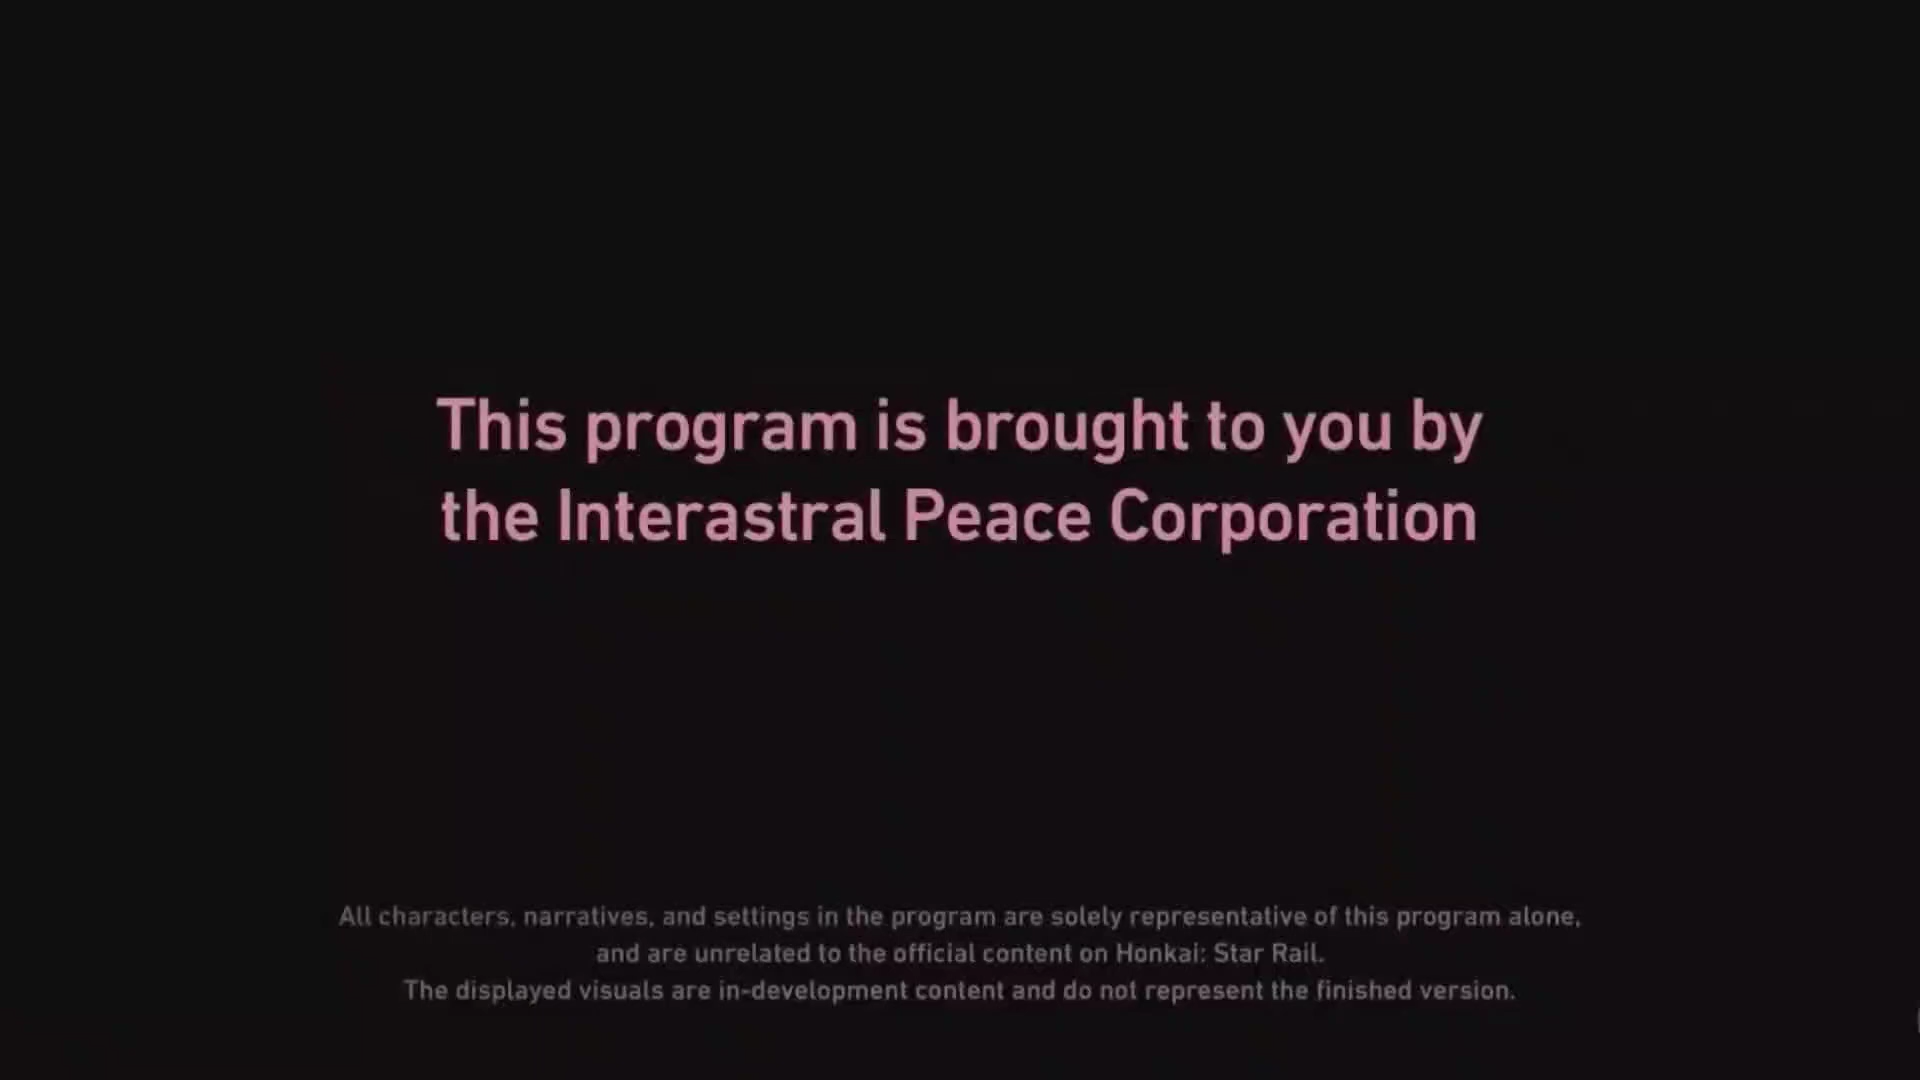 This program is brought to you by
the Interastral Peace Corporation
All characters, narratives, and settings in the program are solely representative of this program alone,
and are unrelated to the official content on Honkai: Star Rail.
The displayed visuals are in-development content and do not represent the finished version.